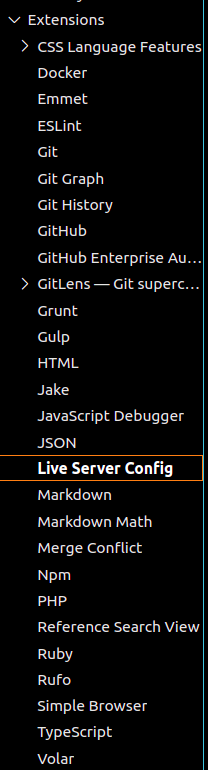 Extensions
CSS Language Features
Docker
Emmet
ESLint
Git
Git Graph
Git History
GitHub
GitHub Enterprise Au...
GitLens — Git superc...
Grunt
Gulp
HTML
Jake
JavaScript Debugger
JSON
Live Server Config
Markdown
Markdown Math
Merge Conflict
Npm
PHP
Reference Search View
Ruby
Rufo
Simple Browser
TypeScript
Volar